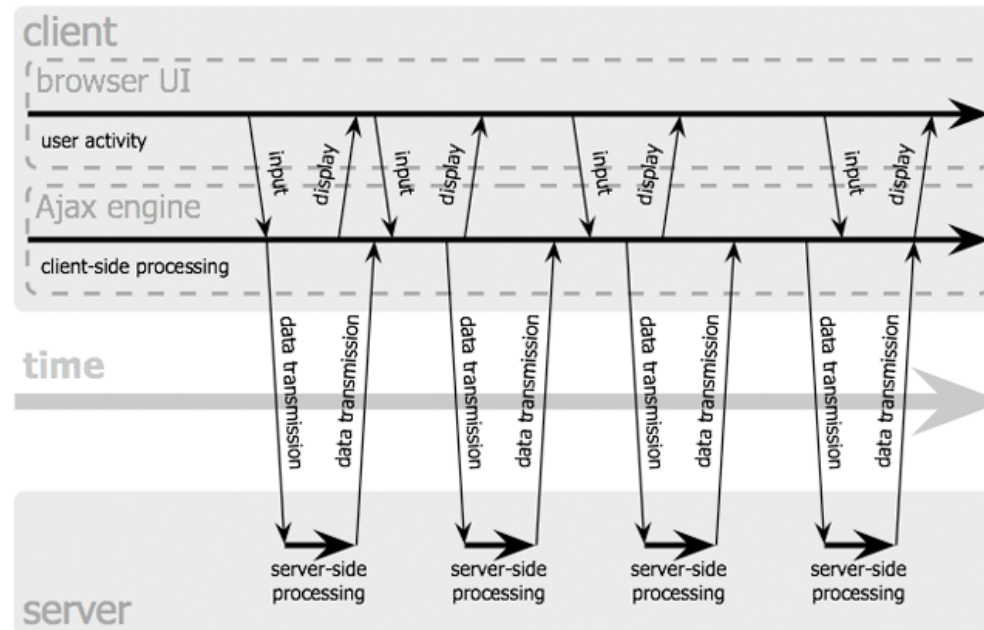 client
browser UI
user activity
input
display
input
display
input
display
input
display
Ajax engine
client-side processing
data transmission
data transmission
data transmission
data transmission
data transmission
data transmission
data transmission
data transmission
time
server-side
processing
server-side
processing
server-side
processing
server-side
processing
server